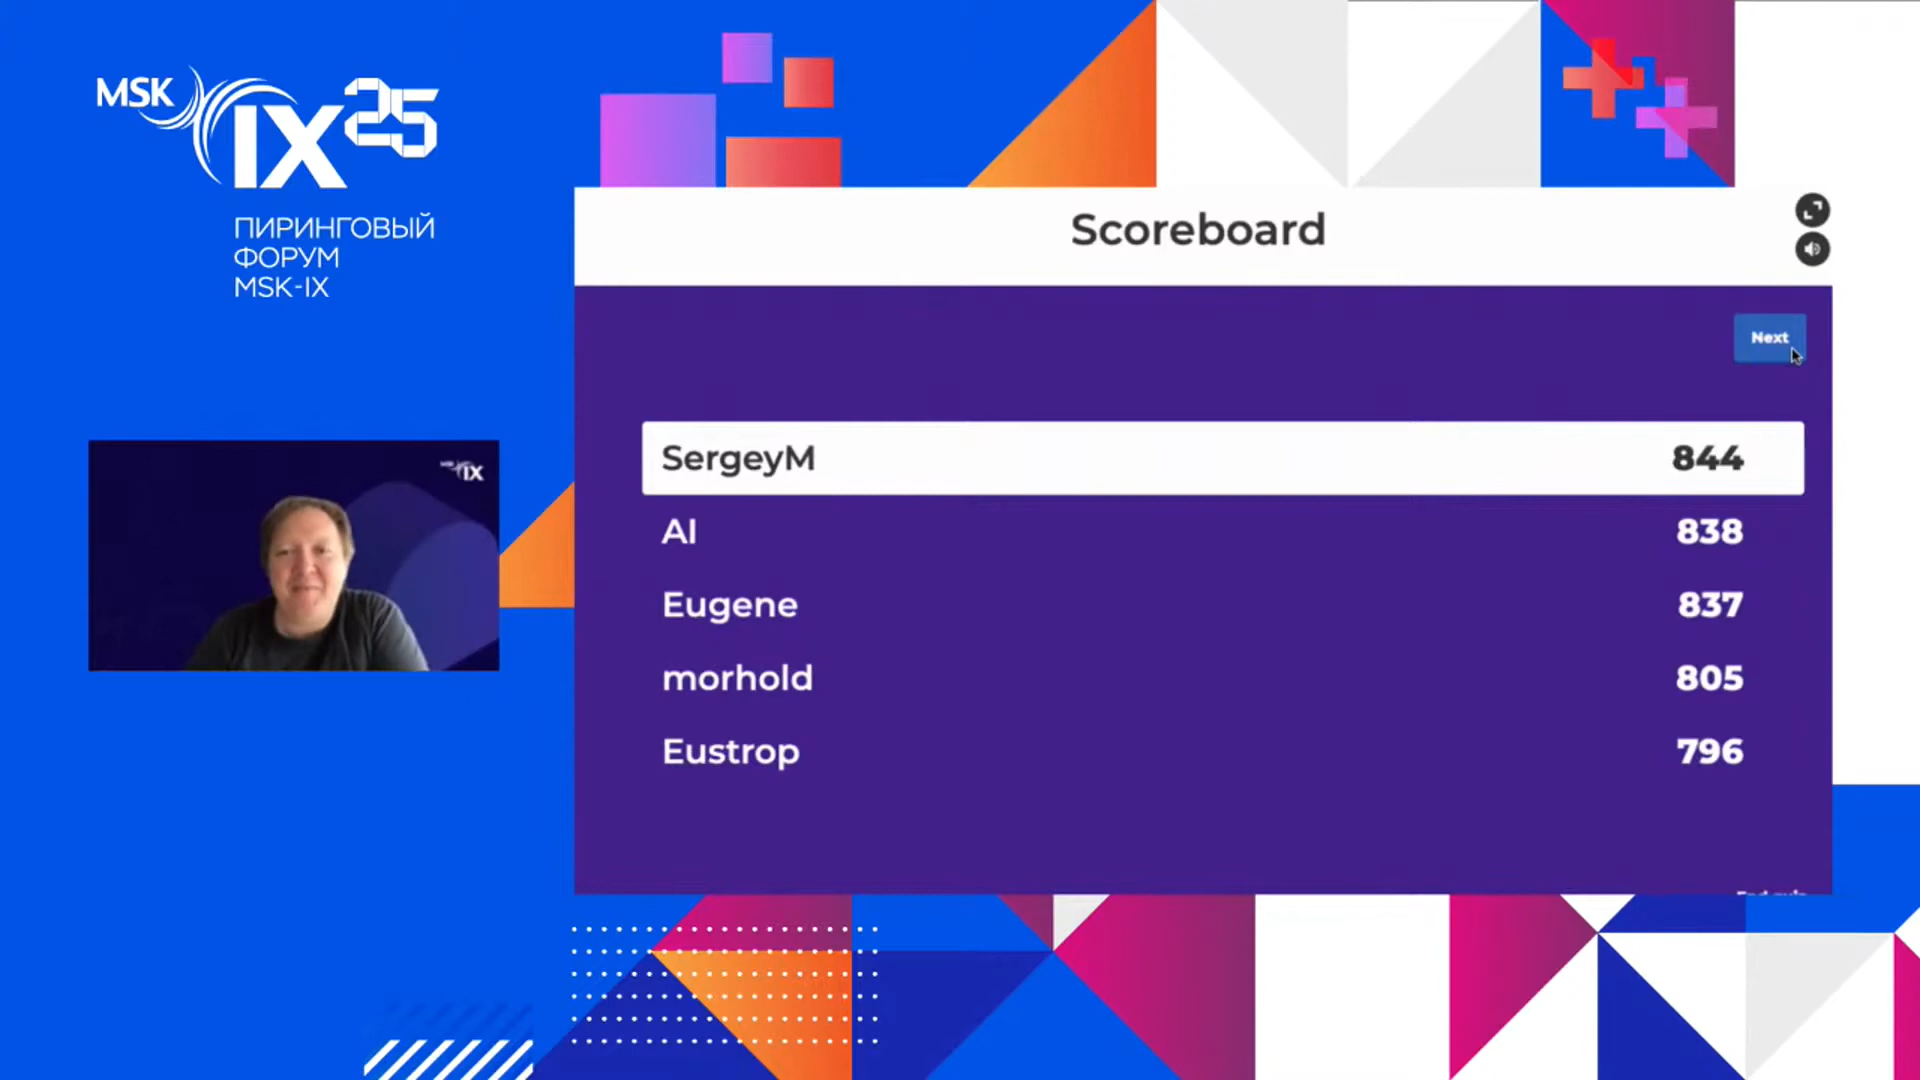 MSK
IX 25
ПИРИНГОВЫЙ
ФОРУМ
MSK-IX
Scoreboard
Next
SergeyM 844
AI 838
Eugene 837
morhold 805
Eustrop 796
IX